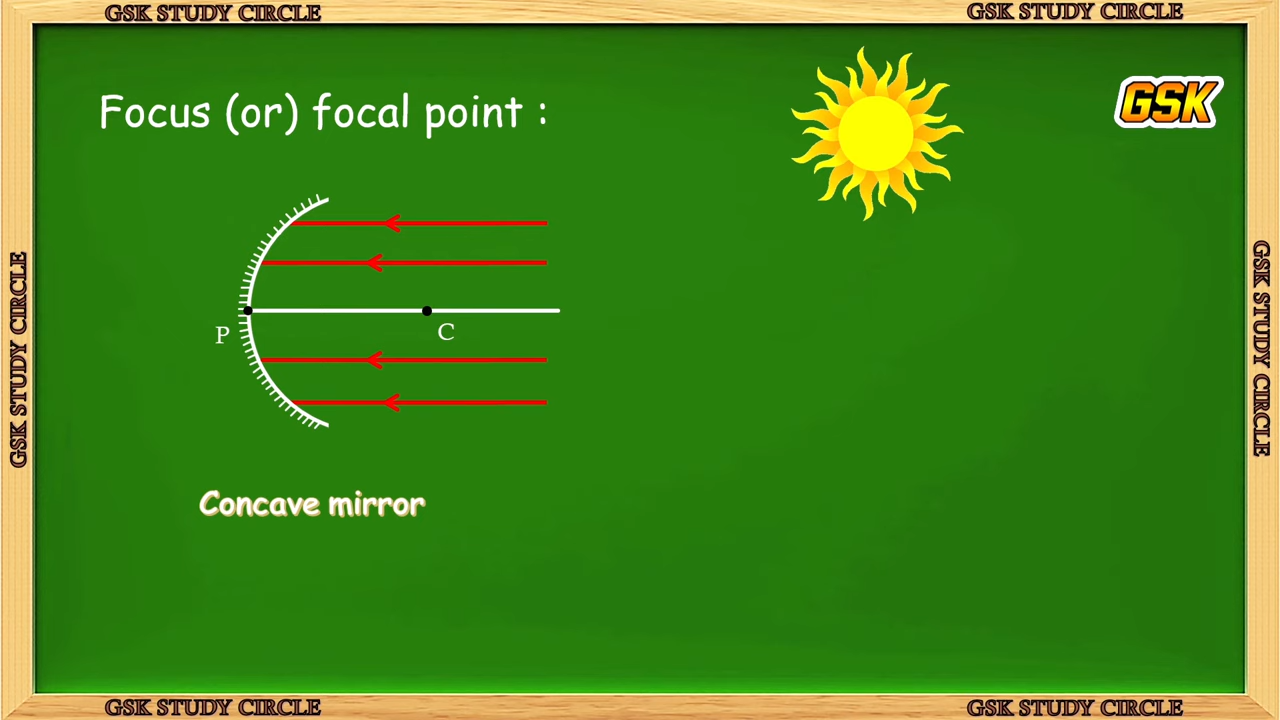 GSK STUDY CIRCLE
GSK STUDY CIRCLE
Focus (or) focal point :
GSK
P
C
GSK STUDY CIRCLE
GSK STUDY CIRCLE
Concave mirror
GSK STUDY CIRCLE
GSK STUDY CIRCLE